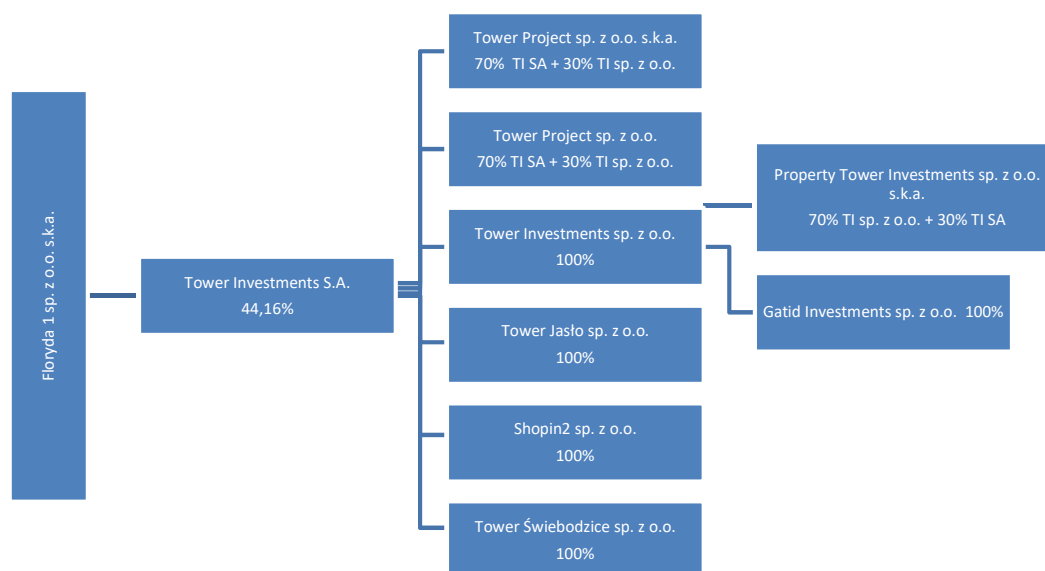 Floryda 1 sp. z o.o. s.k.a.
Tower Investments S.A.
44,16%
Tower Project sp. z o.o. s.k.a.
70%  TI SA + 30% TI sp. z o.o.
Tower Project sp. z o.o.
70% TI SA + 30% TI sp. z o.o.
Tower Investments sp. z o.o.
100%
Tower Jasło sp. z o.o.
100%
Shopin2 sp. z o.o.
100%
Tower Świebodzice sp. z o.o.
100%
Property Tower Investments sp. z o.o.
s.k.a.
70% TI sp. z o.o. + 30% TI SA
Gatid Investments sp. z o.o.  100%